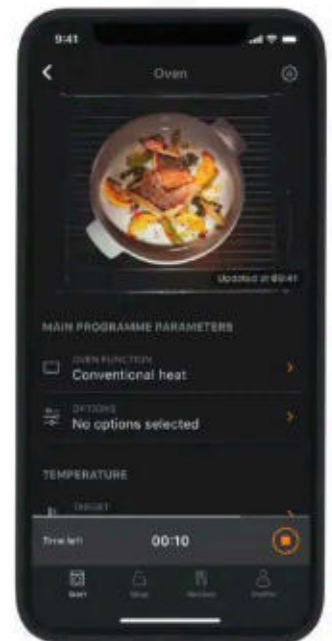 9:41
Oven
Updated at 09:41
MAIN PROGRAMME PARAMETERS
OVEN FUNCTION
Conventional heat
OPTIONS
No options selected
TEMPERATURE
TARGET
Time left
00:10